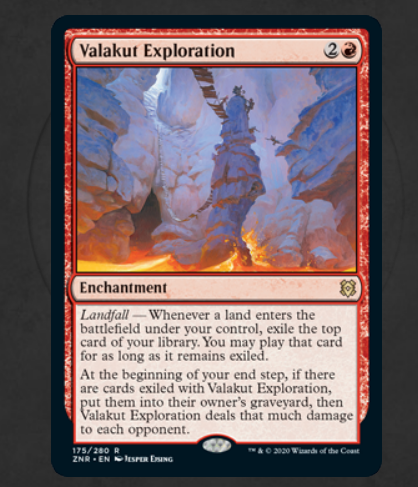 Valakut Exploration 2
Enchantment
Landfall — Whenever a land enters the
battlefield under your control, exile the top
card of your library. You may play that card
for as long as it remains exiled.
At the beginning of your end step, if there
are cards exiled with Valakut Exploration,
put them into their owner's graveyard, then
Valakut Exploration deals that much damage
to each opponent.
175/280 R
ZNR • EN Jesper Ejsing ™ & © 2020 Wizards of the Coast